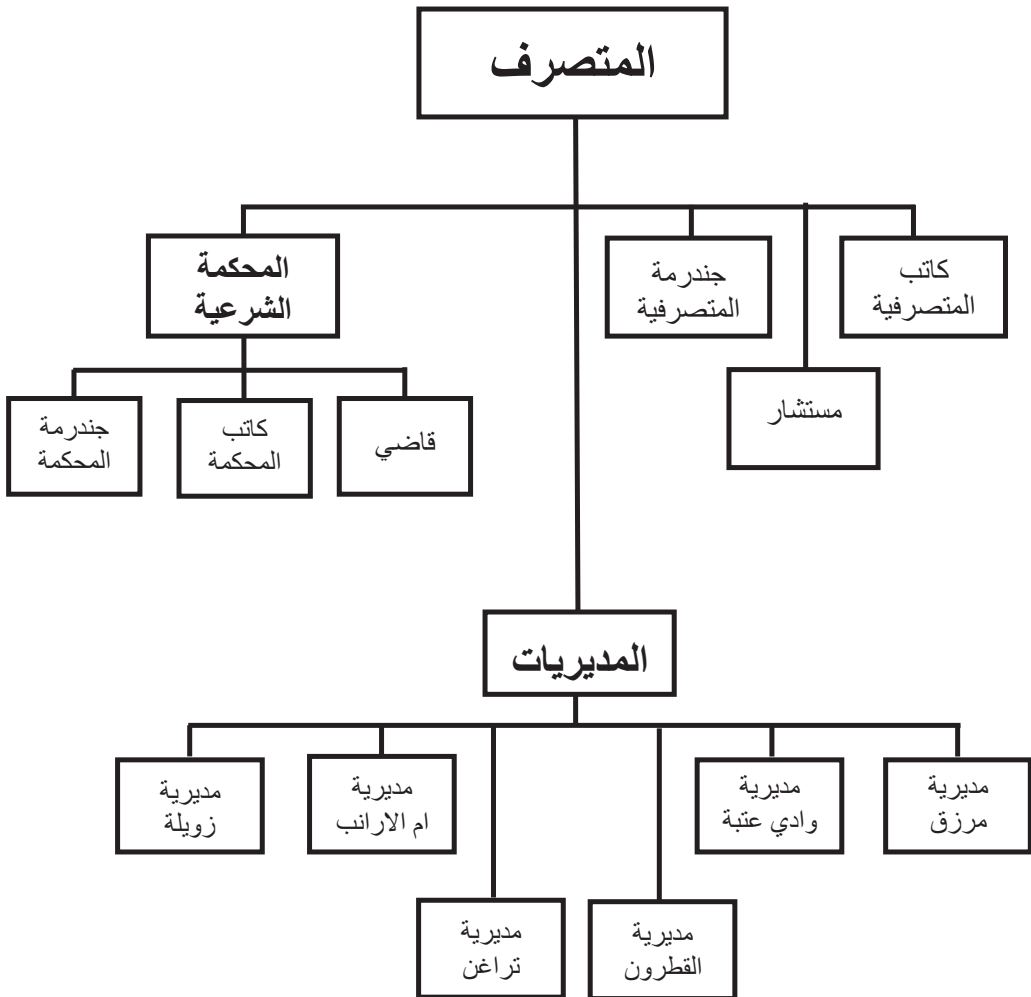 المتصرف
كاتب
المتصرفية
جندرمة
المتصرفية
المحكمة
الشرعية
مستشار
قاضي
كاتب
المحكمة
جندرمة
المحكمة
المديريات
مديرية
مرزق
مديرية
وادي عتبة
مديرية
ام الارانب
مديرية
زويلة
مديرية
القطرون
مديرية
تراغن